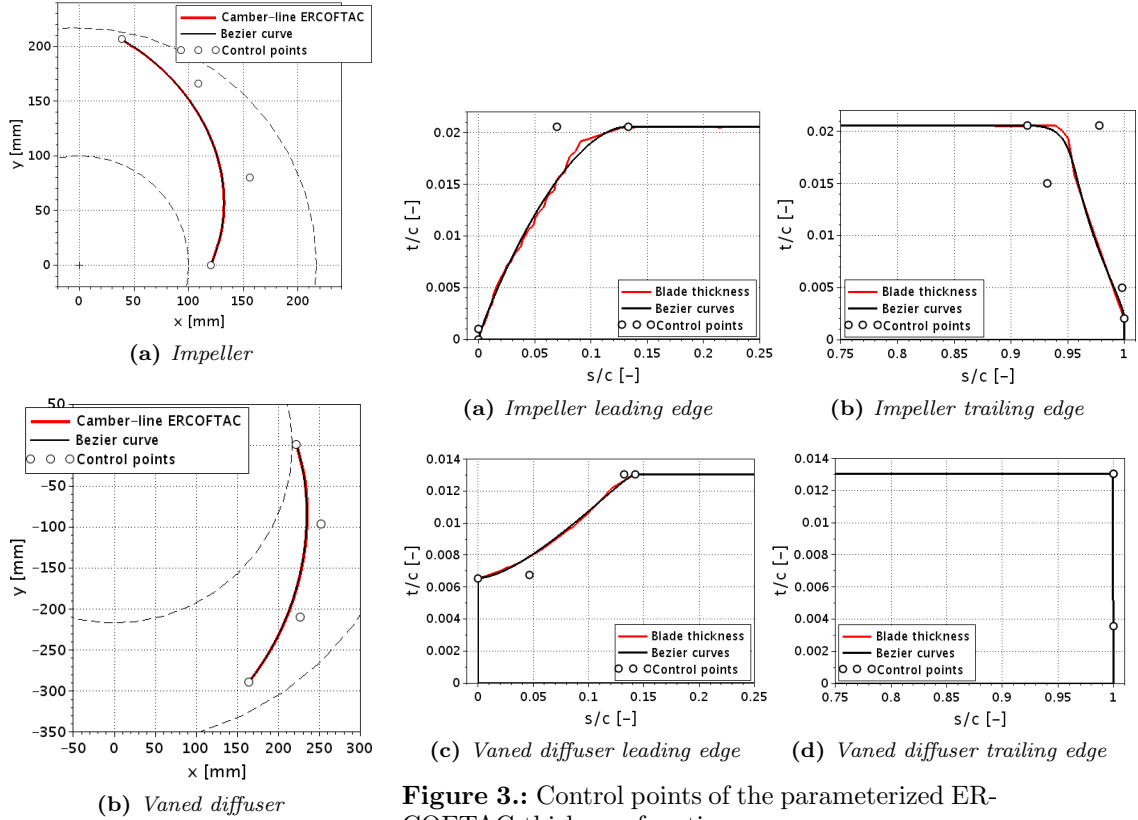 Camber-line ERCOFTAC
Bezier curve
Control points
200
150
100
50
0
y [mm]
0 50 100 150 200
x [mm]
(a) Impeller
50
Camber-line ERCOFTAC
Bezier curve
Control points
-50
-100
-150
-200
-250
-300
-350
y [mm]
-50 0 50 100 150 200 250 300
x [mm]
(b) Vaned diffuser
0.02
0.015
0.01
0.005
0
t/c [-]
Blade thickness
Bezier curves
Control points
0 0.05 0.1 0.15 0.2 0.25
s/c [-]
(a) Impeller leading edge
0.02
0.015
0.01
0.005
0
t/c [-]
Blade thickness
Bezier curves
Control points
0.75 0.8 0.85 0.9 0.95 1
s/c [-]
(b) Impeller trailing edge
0.014
0.012
0.01
0.008
0.006
0.004
0.002
0
t/c [-]
Blade thickness
Bezier curves
Control points
0 0.05 0.1 0.15 0.2 0.25
s/c [-]
(c) Vaned diffuser leading edge
0.014
0.012
0.01
0.008
0.006
0.004
0.002
0
t/c [-]
Blade thickness
Bezier curves
Control points
0.75 0.8 0.85 0.9 0.95 1
s/c [-]
(d) Vaned diffuser trailing edge
Figure 3.: Control points of the parameterized ER-